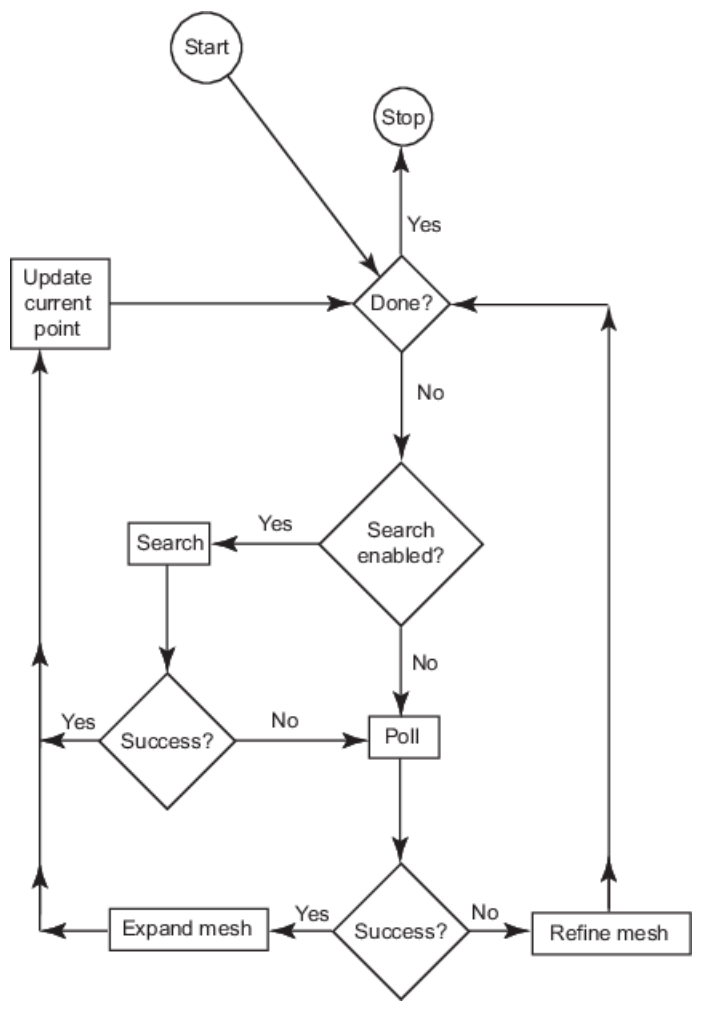 Start
Stop
Yes
Update
current
point
Done?
No
Search
enabled?
Yes
Search
No
Yes
Success?
No
Poll
Expand mesh
Yes
Success?
No
Refine mesh